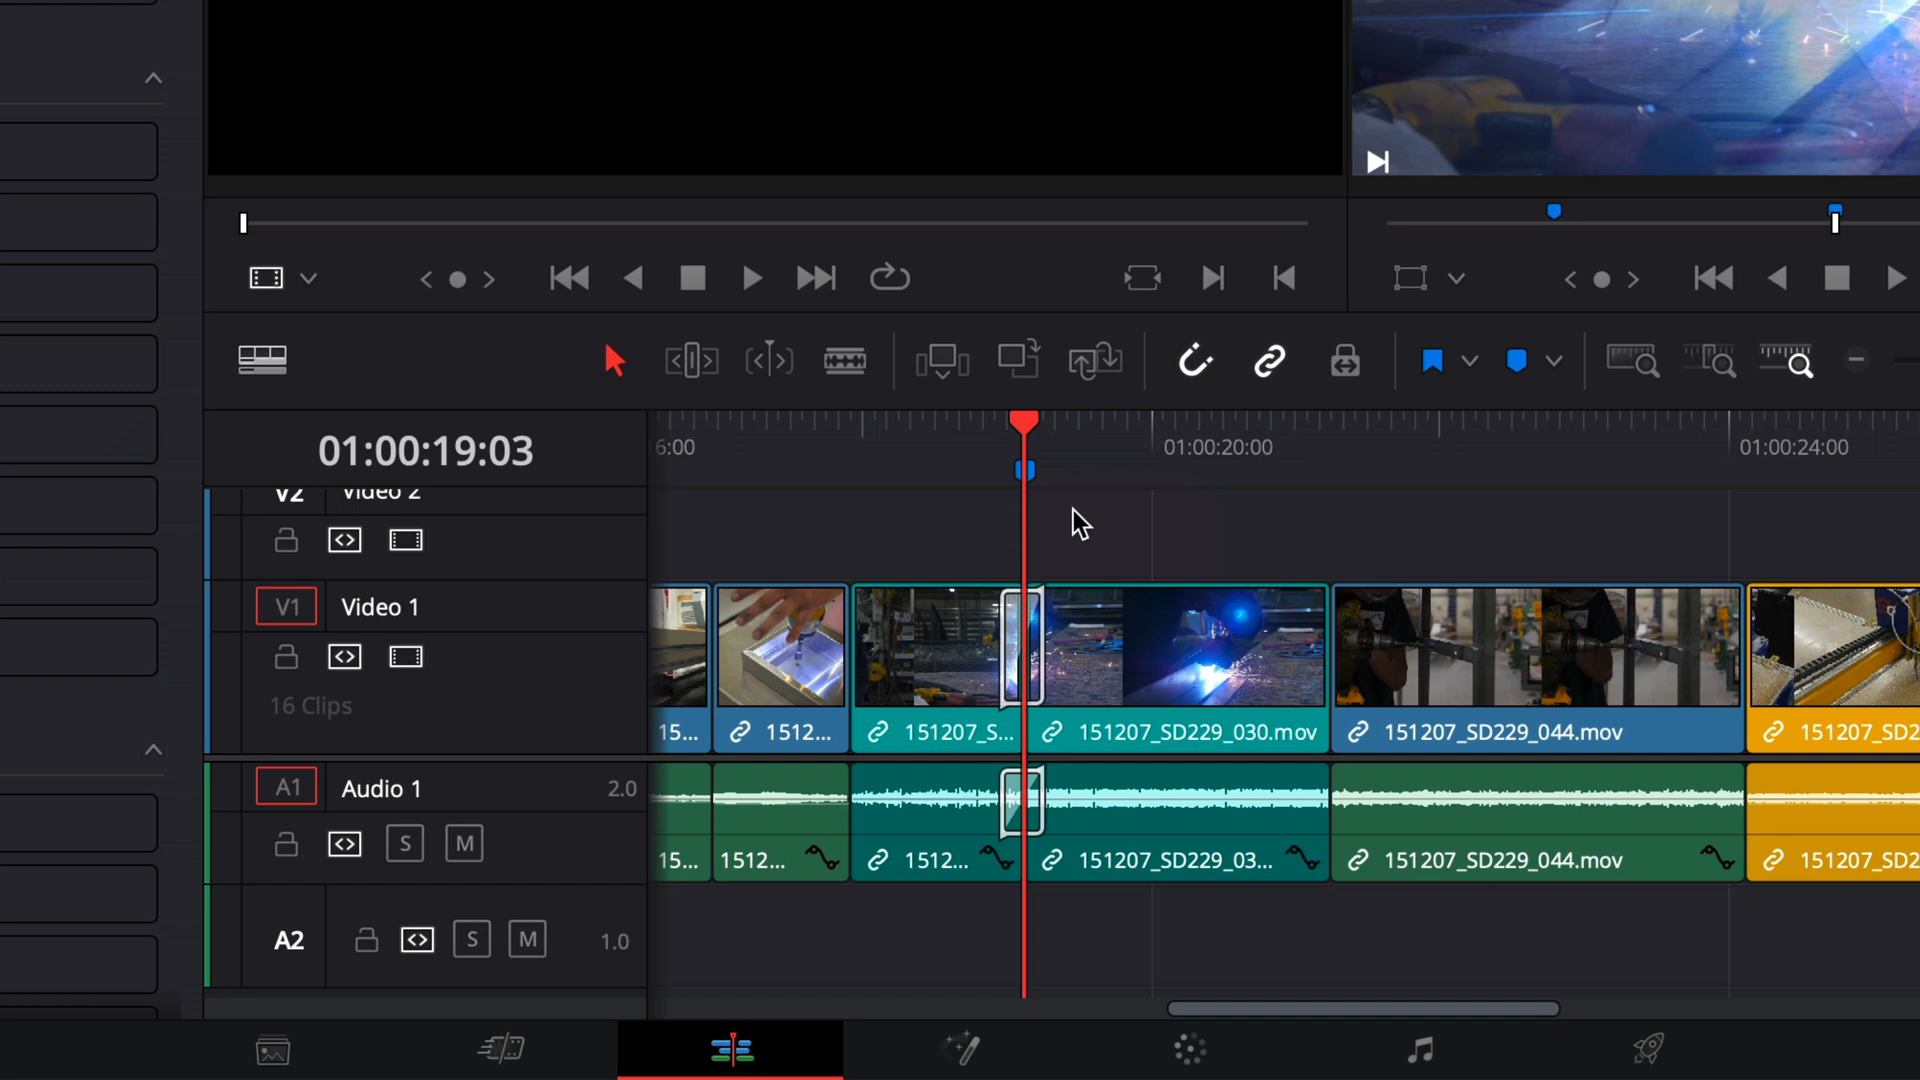 01:00:19:03
6:00
01:00:20:00
01:00:24:00
V2 Video 2
V1 Video 1
16 Clips
15...
1512...
151207_S...
151207_SD229_030.mov
151207_SD229_044.mov
151207_SD2
A1 Audio 1 2.0
S M
15...
1512...
1512...
151207_SD229_03...
151207_SD229_044.mov
151207_SD2
A2 S M 1.0